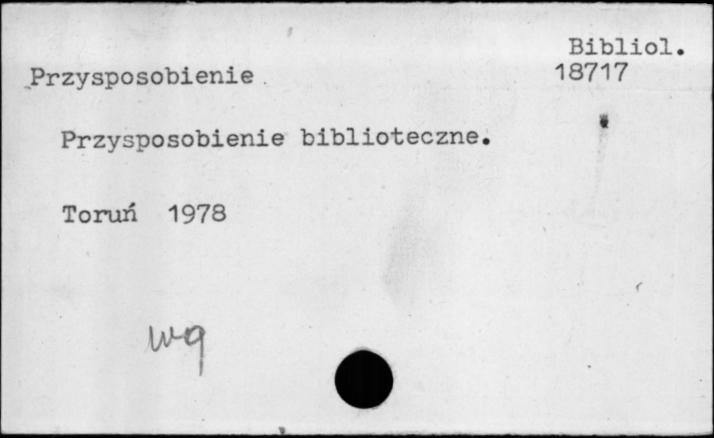 Bibliol.
Przysposobienie 18717
Przysposobienie biblioteczne.
Toruń 1978